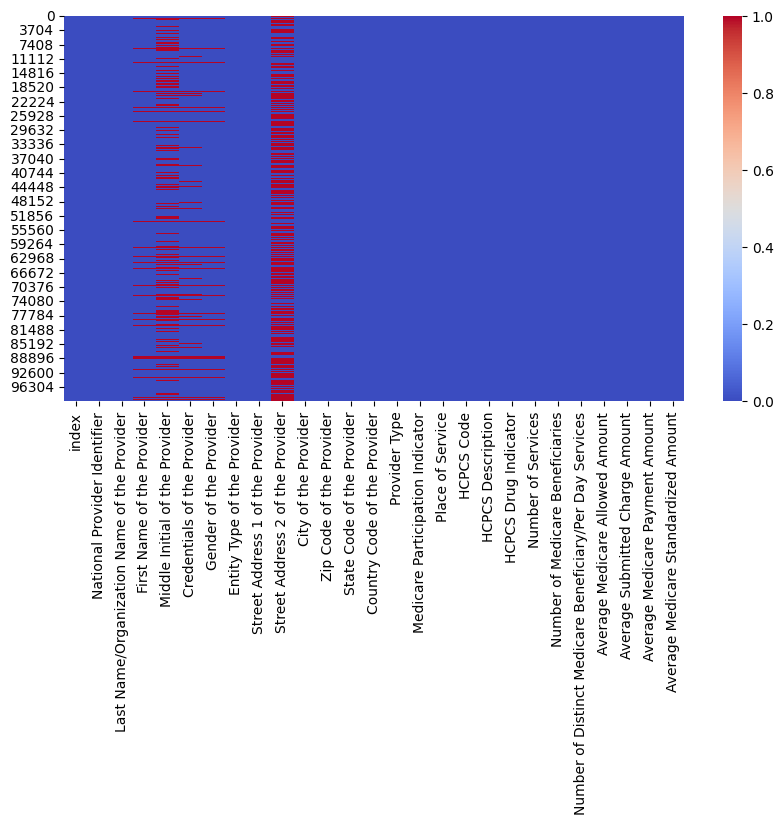 0
3704
7408
11112
14816
18520
22224
25928
29632
33336
37040
40744
44448
48152
51856
55560
59264
62968
66672
70376
74080
77784
81488
85192
88896
92600
96304
index
National Provider Identifier
Last Name/Organization Name of the Provider
First Name of the Provider
Middle Initial of the Provider
Credentials of the Provider
Gender of the Provider
Entity Type of the Provider
Street Address 1 of the Provider
Street Address 2 of the Provider
City of the Provider
Zip Code of the Provider
State Code of the Provider
Country Code of the Provider
Provider Type
Medicare Participation Indicator
Place of Service
HCPCS Code
HCPCS Description
HCPCS Drug Indicator
Number of Services
Number of Medicare Beneficiaries
Number of Distinct Medicare Beneficiary/Per Day Services
Average Medicare Allowed Amount
Average Submitted Charge Amount
Average Medicare Payment Amount
Average Medicare Standardized Amount
1.0
0.8
0.6
0.4
0.2
0.0